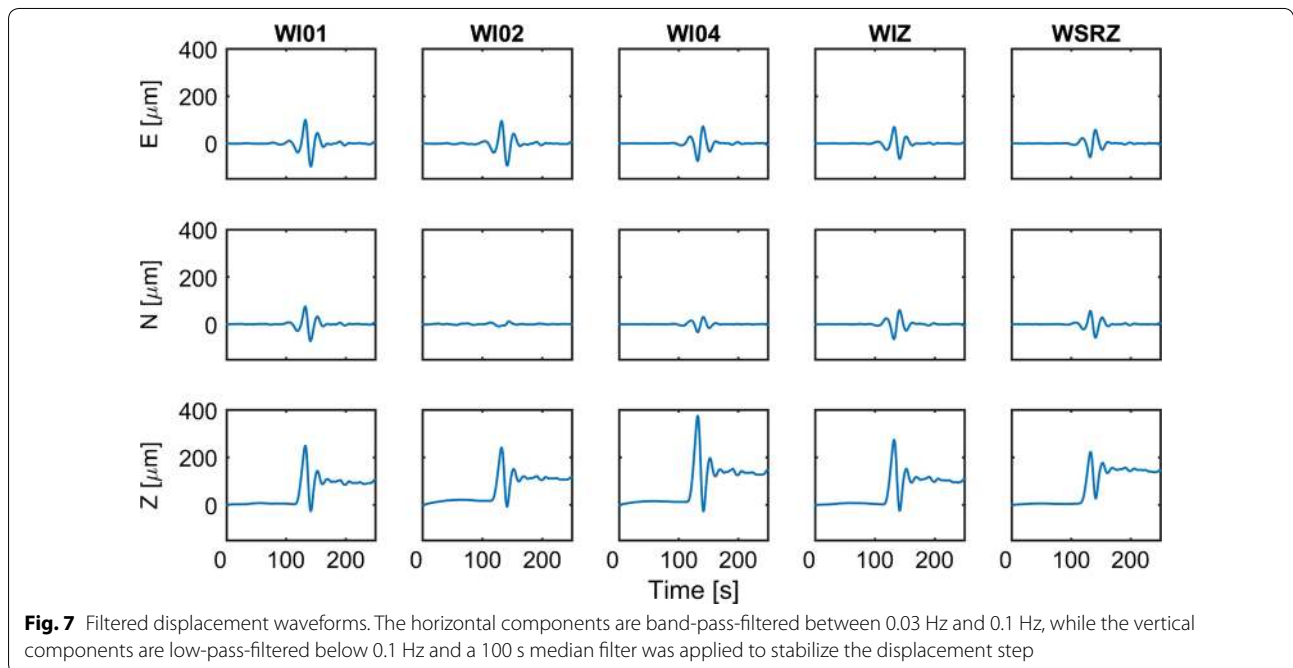 WI01 WI02 WI04 WIZ WSRZ
400
200
0
E [μm]
400
200
0
N [μm]
400
200
0
Z [μm]
0 100 200 0 100 200 0 100 200 0 100 200 0 100 200
Time [s]
Fig. 7 Filtered displacement waveforms. The horizontal components are band-pass-filtered between 0.03 Hz and 0.1 Hz, while the vertical
components are low-pass-filtered below 0.1 Hz and a 100 s median filter was applied to stabilize the displacement step